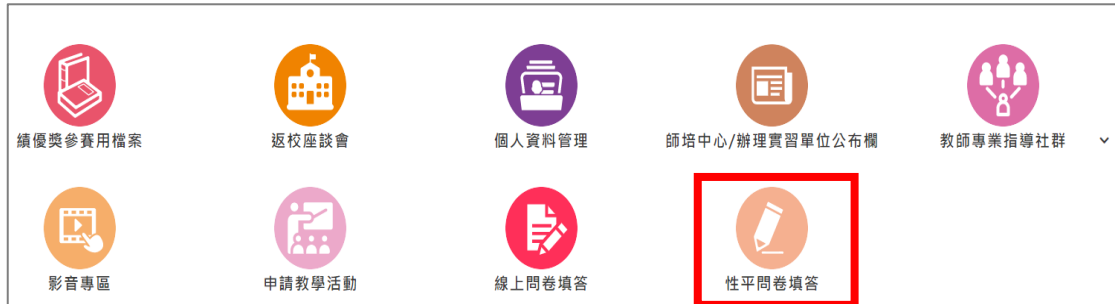 績優獎參賽用檔案
返校座談會
個人資料管理
師培中心/辦理實習單位公布欄
教師專業指導社群
影音專區
申請教學活動
線上問卷填答
性平問卷填答